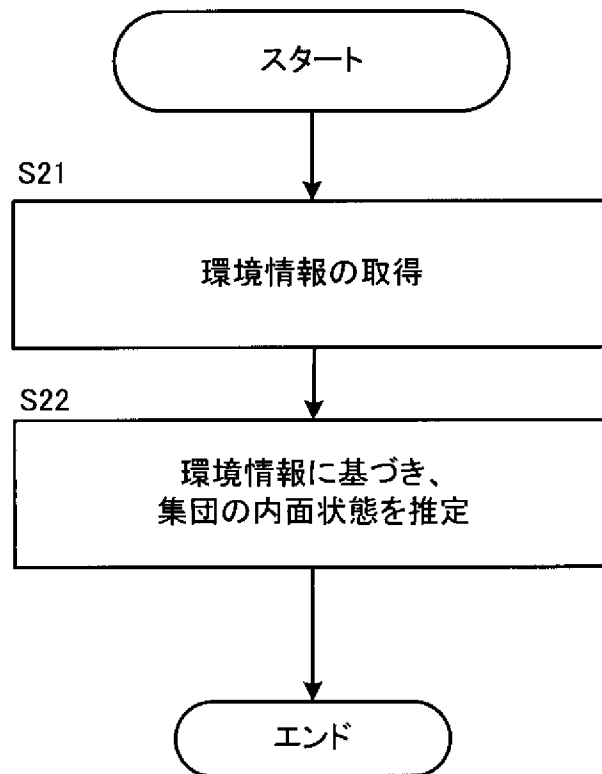 スタート
S21
環境情報の取得
S22
環境情報に基づき、
集団の内面状態を推定
エンド